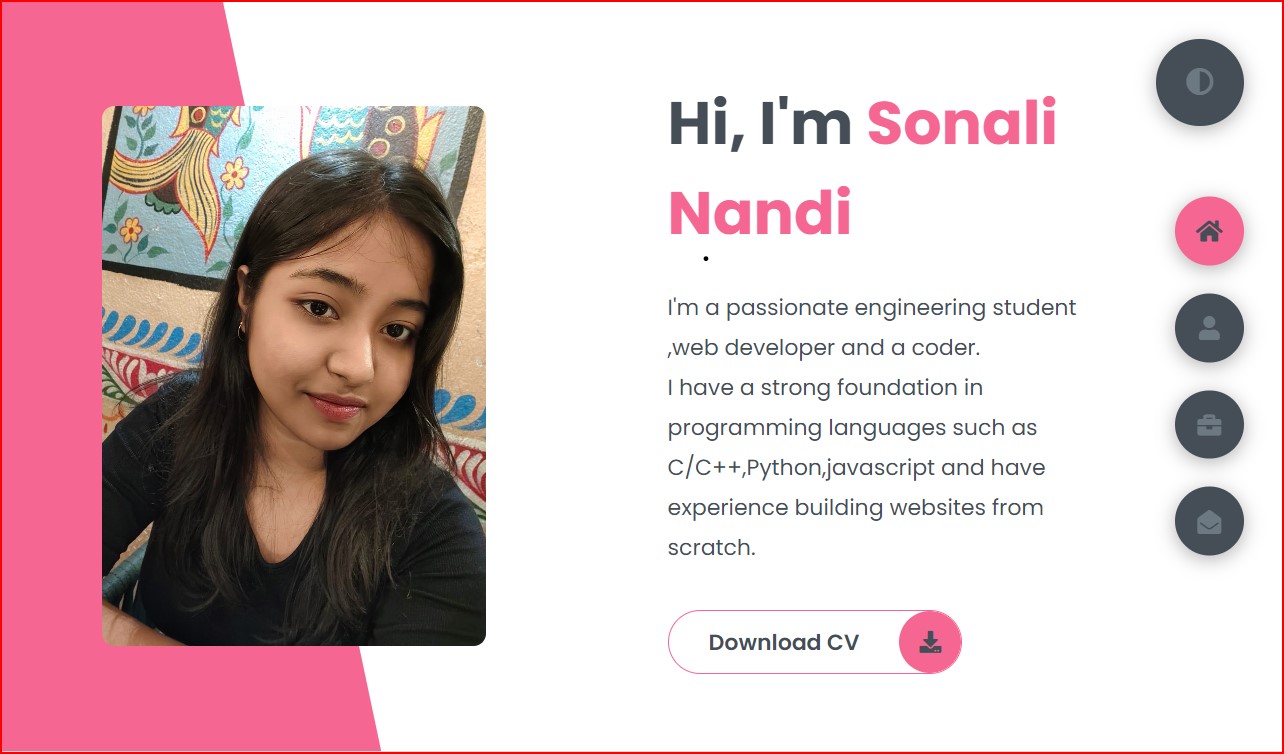 Hi, I'm Sonali
Nandi
I'm a passionate engineering student
,web developer and a coder.
I have a strong foundation in
programming languages such as
C/C++,Python,javascript and have
experience building websites from
scratch.
Download CV